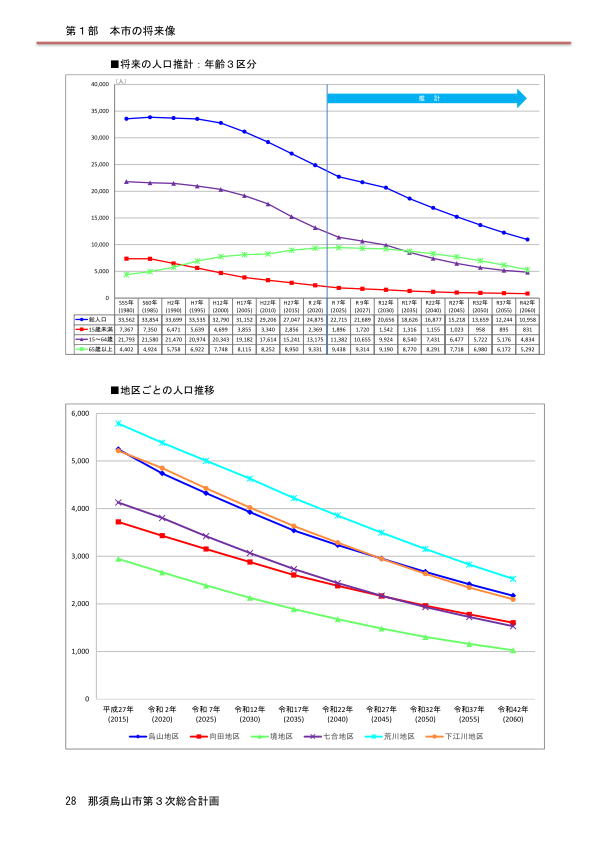 第１部　本市の将来像
■将来の人口推計：年齢３区分
（人）
推　計
40,000
35,000
30,000
25,000
20,000
15,000
10,000
5,000
0
S55年 S60年 H2年 H7年 H12年 H17年 H22年 H27年 R２年 R７年 R９年 R12年 R17年 R22年 R27年 R32年 R37年 R42年
(1980) (1985) (1990) (1995) (2000) (2005) (2010) (2015) (2020) (2025) (2027) (2030) (2035) (2040) (2045) (2050) (2055) (2060)
総人口 33,562 33,854 33,699 33,535 32,790 31,152 29,206 27,047 24,875 22,715 21,689 20,656 18,626 16,877 15,218 13,659 12,244 10,958
15歳未満 7,367 7,350 6,471 5,639 4,699 3,855 3,340 2,856 2,369 1,896 1,720 1,542 1,316 1,155 1,023 958 895 831
15～64歳 21,793 21,580 21,470 20,974 20,343 19,182 17,614 15,241 13,175 11,382 10,655 9,924 8,540 7,431 6,477 5,722 5,176 4,834
65歳以上 4,402 4,924 5,758 6,922 7,748 8,115 8,252 8,950 9,331 9,438 9,314 9,190 8,770 8,291 7,718 6,980 6,172 5,292
■地区ごとの人口推移
6,000
5,000
4,000
3,000
2,000
1,000
0
平成27年 令和２年 令和７年 令和12年 令和17年 令和22年 令和27年 令和32年 令和37年 令和42年
(2015) (2020) (2025) (2030) (2035) (2040) (2045) (2050) (2055) (2060)
烏山地区 向田地区 境地区 七合地区 荒川地区 下江川地区
28　那須烏山市第３次総合計画